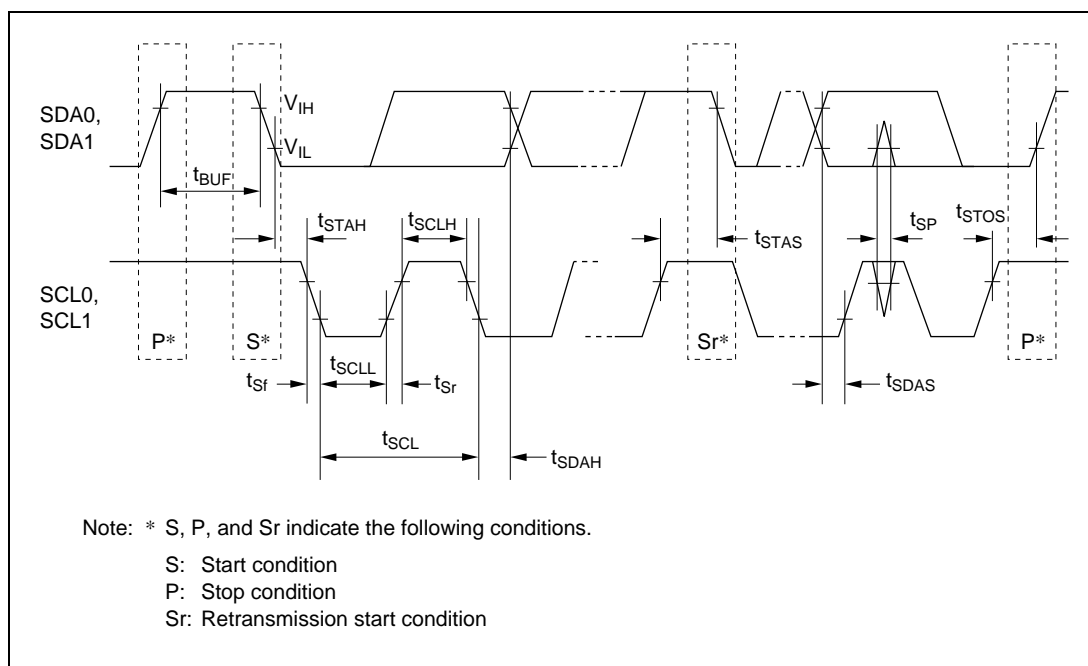 SDA0,
SDA1
V_IH
V_IL
t_BUF
t_STAH
t_SCLH
t_STAS
t_SP
t_STOS
SCL0,
SCL1
P*
S*
Sr*
P*
t_Sf
t_SCLL
t_Sr
t_SDAS
t_SCL
t_SDAH
Note: * S, P, and Sr indicate the following conditions.
S: Start condition
P: Stop condition
Sr: Retransmission start condition